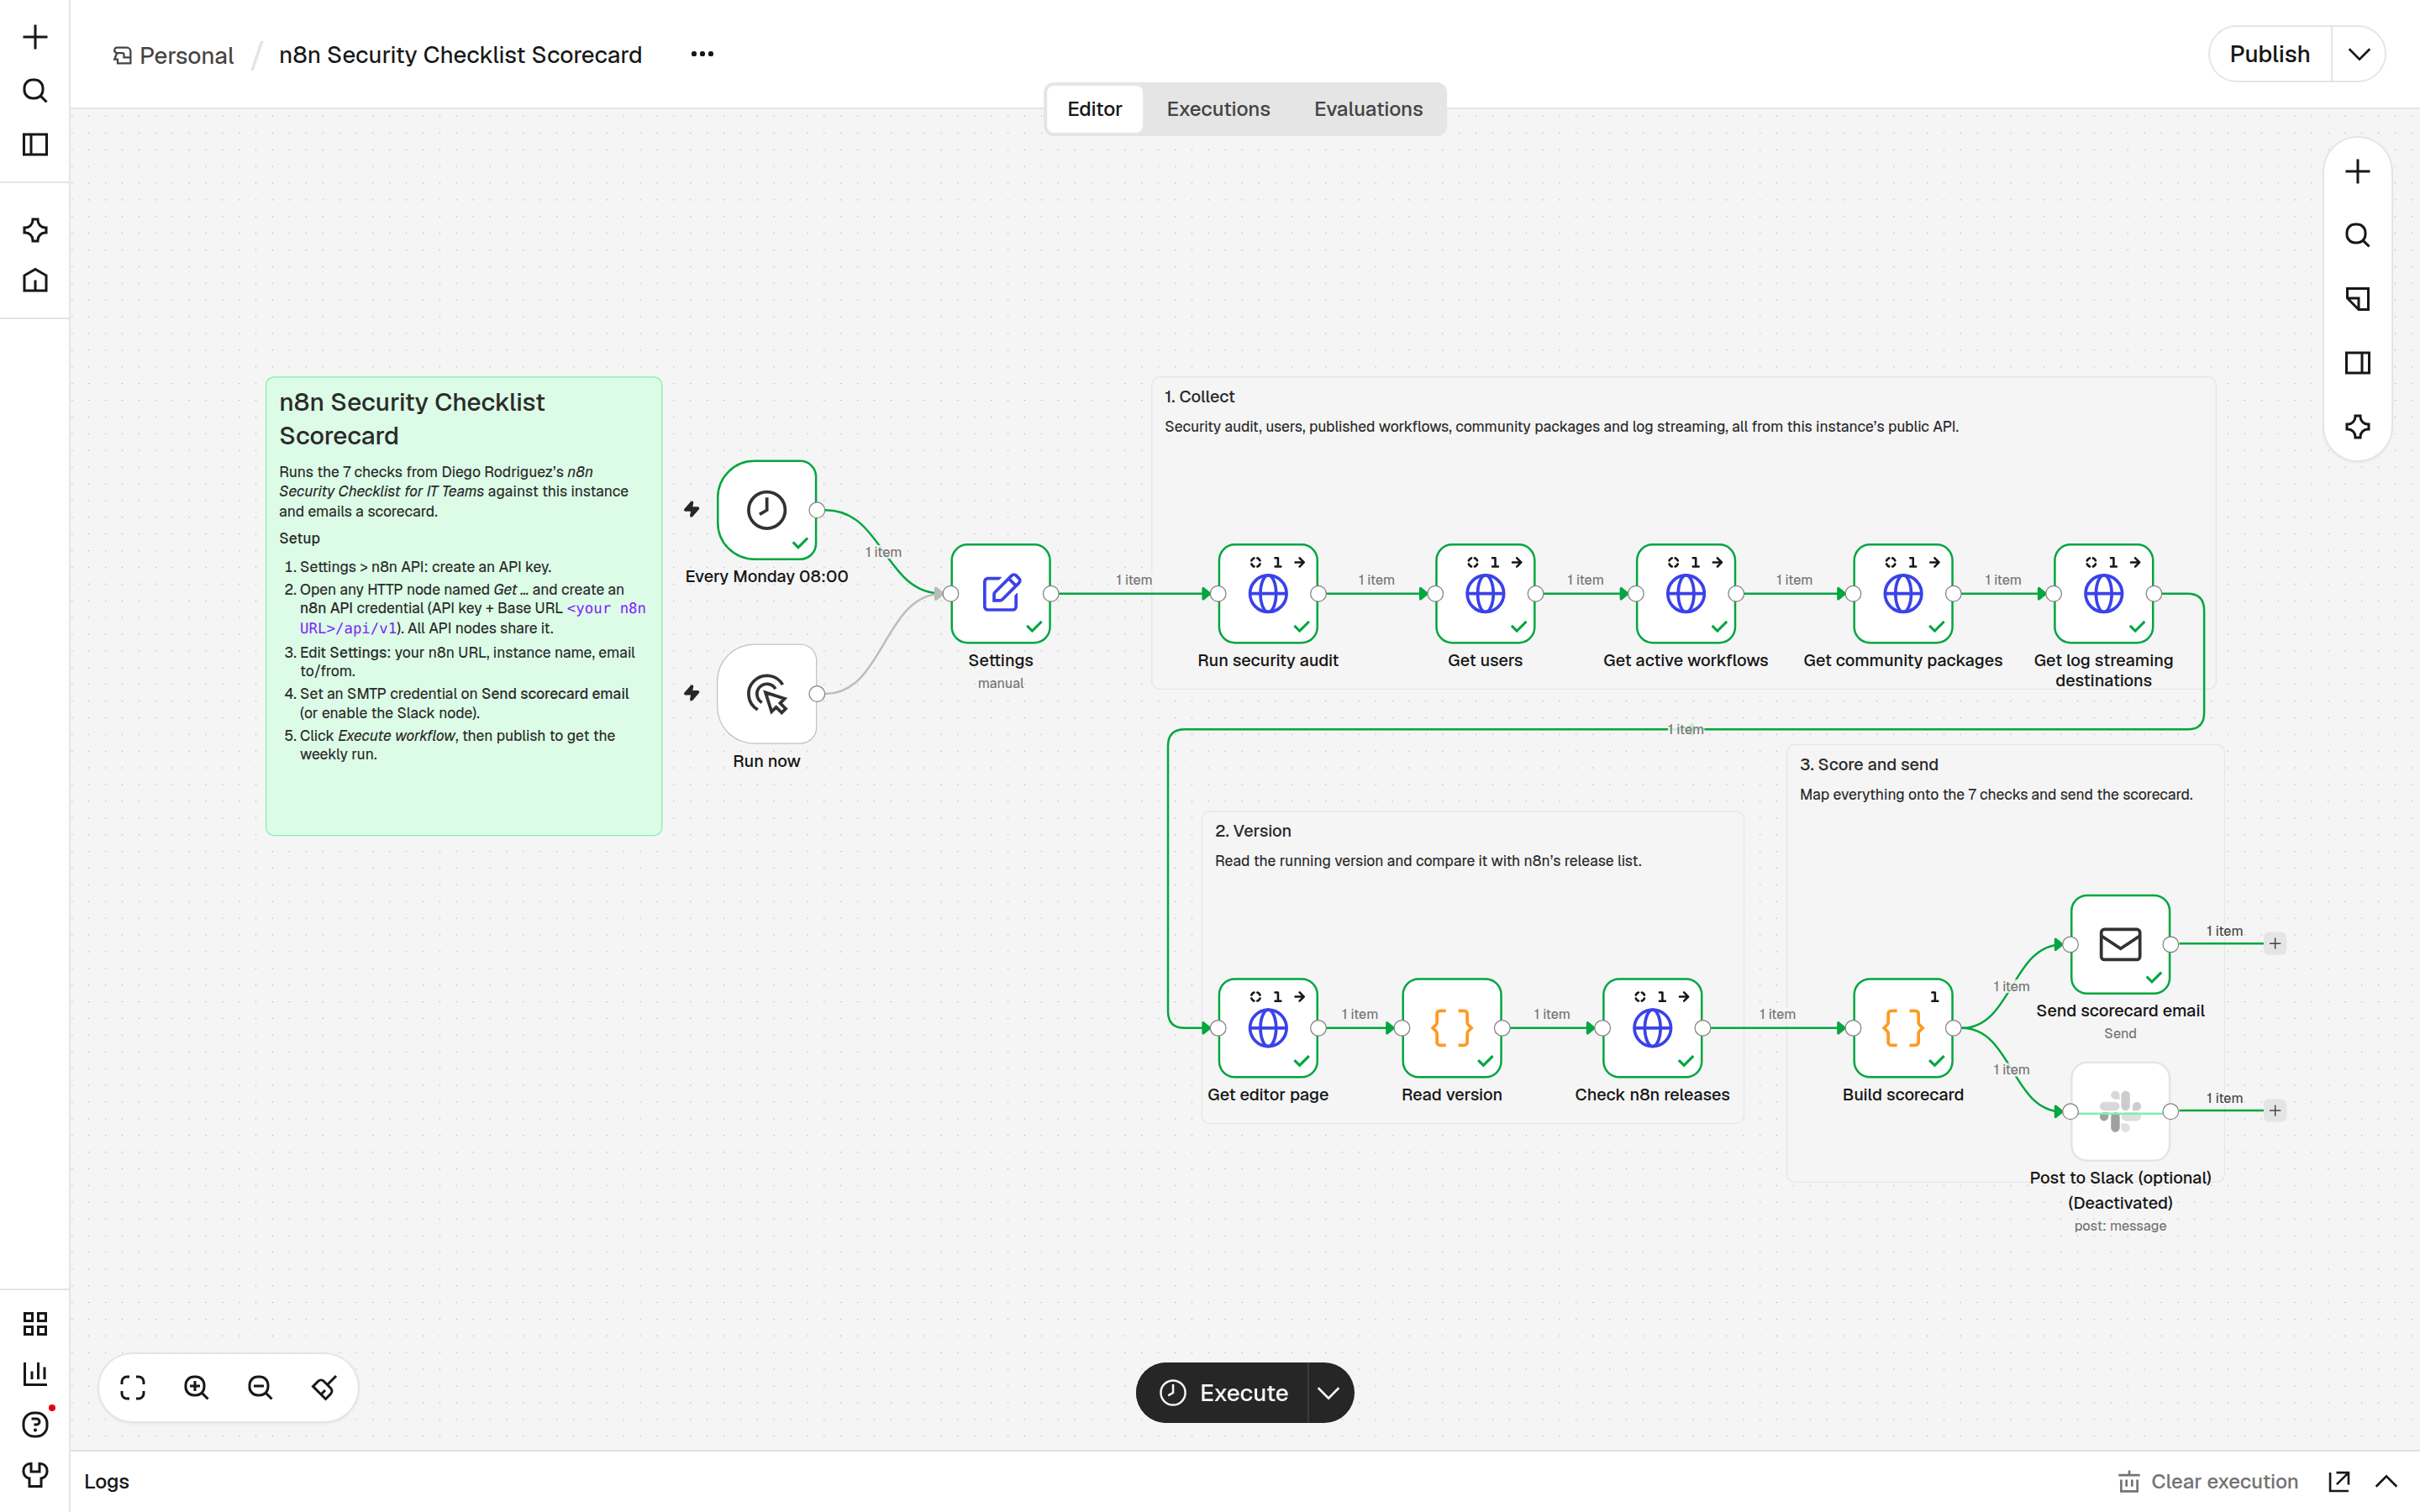 Personal / n8n Security Checklist Scorecard
Publish
Editor Executions Evaluations
n8n Security Checklist
Scorecard
Runs the 7 checks from Diego Rodriguez's n8n
Security Checklist for IT Teams against this instance
and emails a scorecard.
Setup
1. Settings > n8n API: create an API key.
2. Open any HTTP node named Get ... and create an
n8n API credential (API key + Base URL <your n8n
URL>/api/v1). All API nodes share it.
3. Edit Settings: your n8n URL, instance name, email
to/from.
4. Set an SMTP credential on Send scorecard email
(or enable the Slack node).
5. Click Execute workflow, then publish to get the
weekly run.
Every Monday 08:00
1 item
Run now
Settings
manual
1 item
1. Collect
Security audit, users, published workflows, community packages and log streaming, all from this instance's public API.
1
Run security audit
1 item
1
Get users
1 item
1
Get active workflows
1 item
1
Get community packages
1 item
1
Get log streaming
destinations
1 item
2. Version
Read the running version and compare it with n8n's release list.
1
Get editor page
1 item
Read version
1 item
1
Check n8n releases
1 item
3. Score and send
Map everything onto the 7 checks and send the scorecard.
1
Build scorecard
1 item
Send scorecard email
Send
1 item
1 item
Post to Slack (optional)
(Deactivated)
post: message
1 item
Execute
Logs
Clear execution